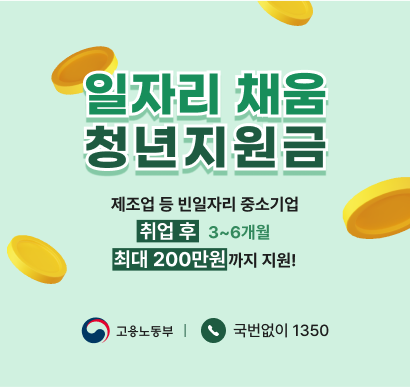 일자리 채움
청년지원금
제조업 등 빈일자리 중소기업
취업 후 3~6개월
최대 200만원까지 지원!
고용노동부 | 국번없이 1350